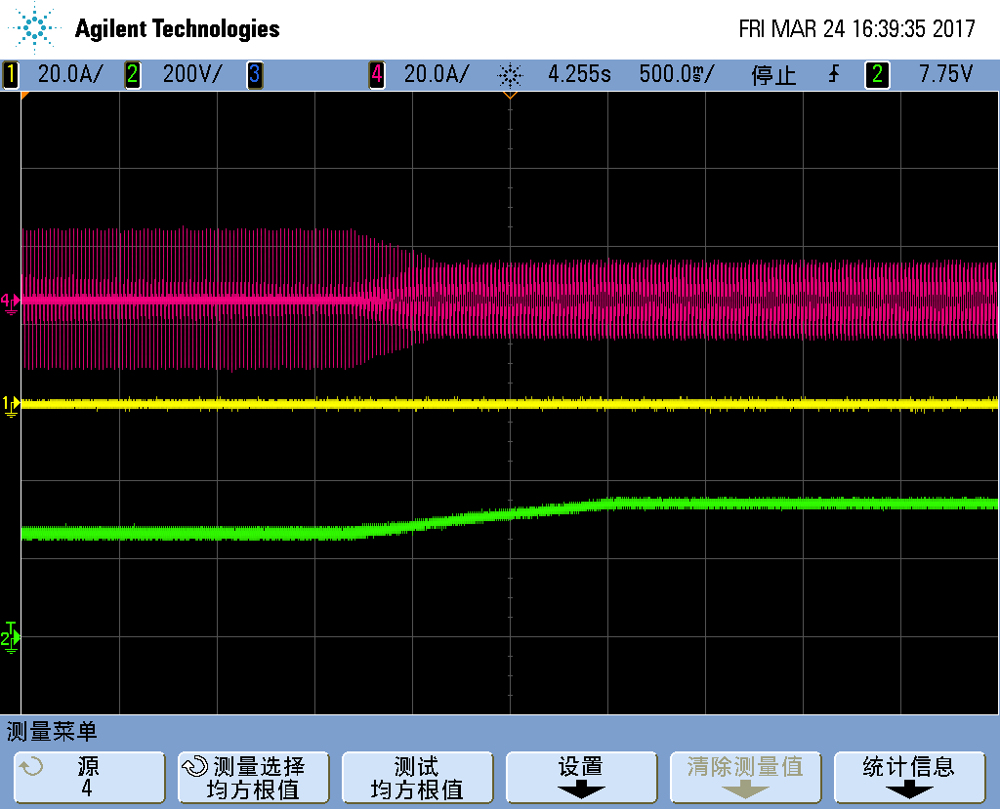 Agilent Technologies
FRI MAR 24 16:39:35 2017
1 20.0A/ 2 200V/ 3 4 20.0A/ 4.255s 500.0ms/ 停止 2 7.75V
4
1
T
2
测量菜单
源
4
测量选择
均方根值
测试
均方根值
设置
清除测量值
统计信息